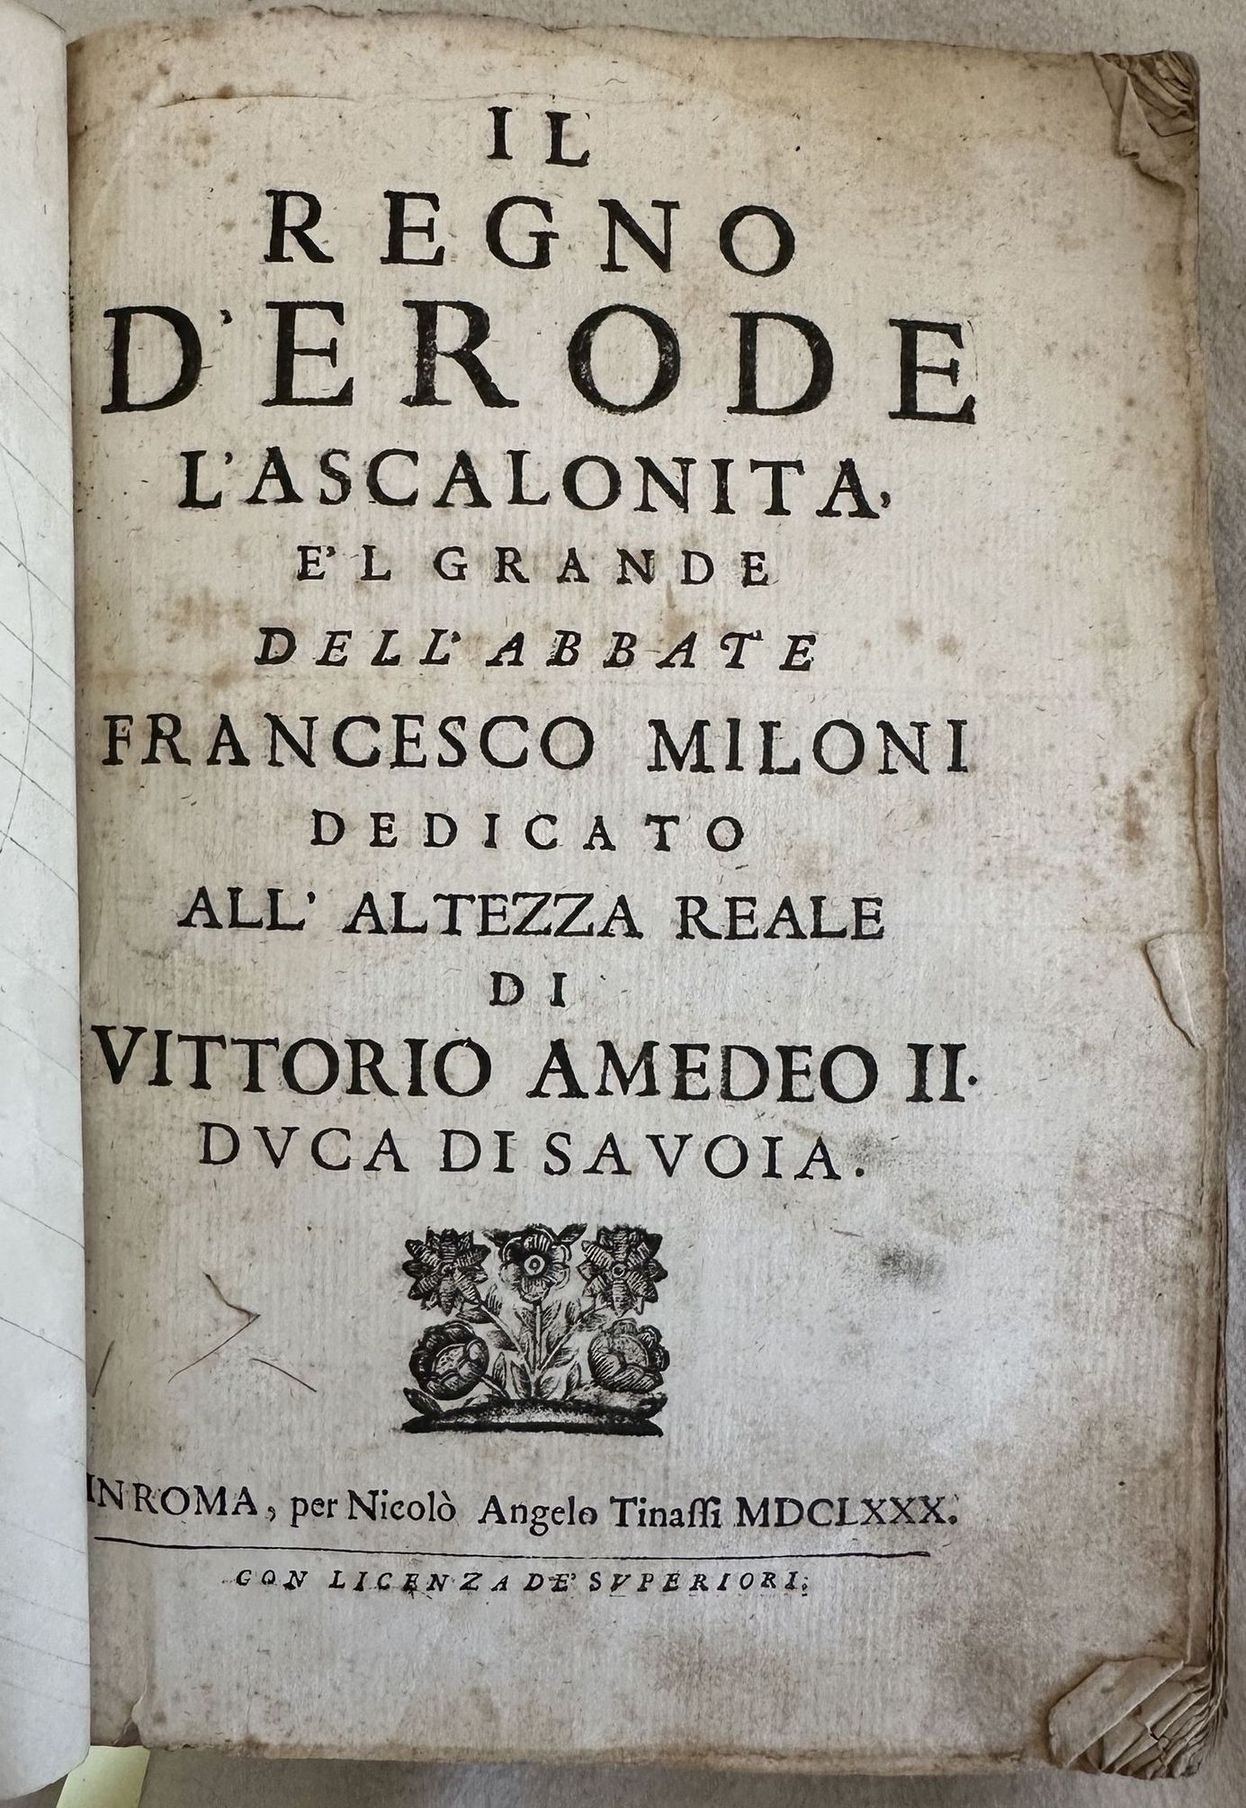 IL
REGNO
D'ERODE
L'ASCALONITA,
E'L GRANDE
DELL'ABBATE
FRANCESCO MILONI
DEDICATO
ALL' ALTEZZA REALE
DI
VITTORIO AMEDEO II.
DVCA DI SAVOIA.
IN ROMA, per Nicolò Angelo Tinaſſi MDCLXXX.
CON LICENZA DE' SVPERIORI.